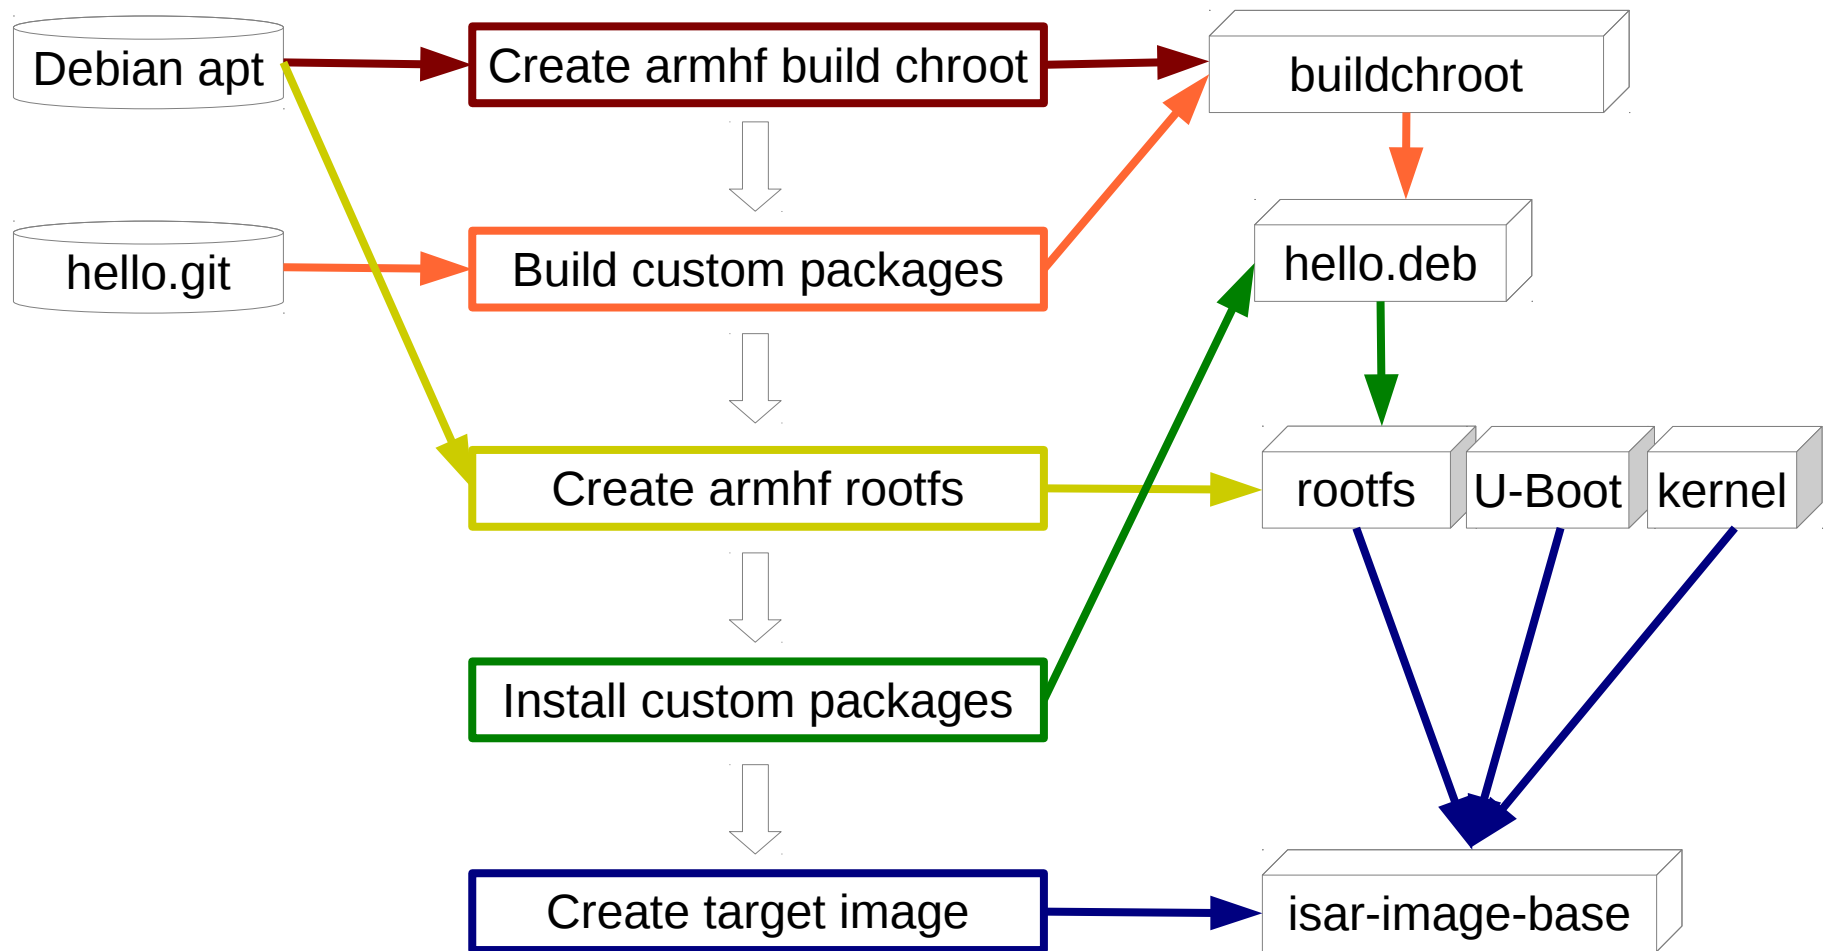 Debian apt
Create armhf build chroot
buildchroot
hello.git
Build custom packages
hello.deb
Create armhf rootfs
rootfs
U-Boot
kernel
Install custom packages
Create target image
isar-image-base